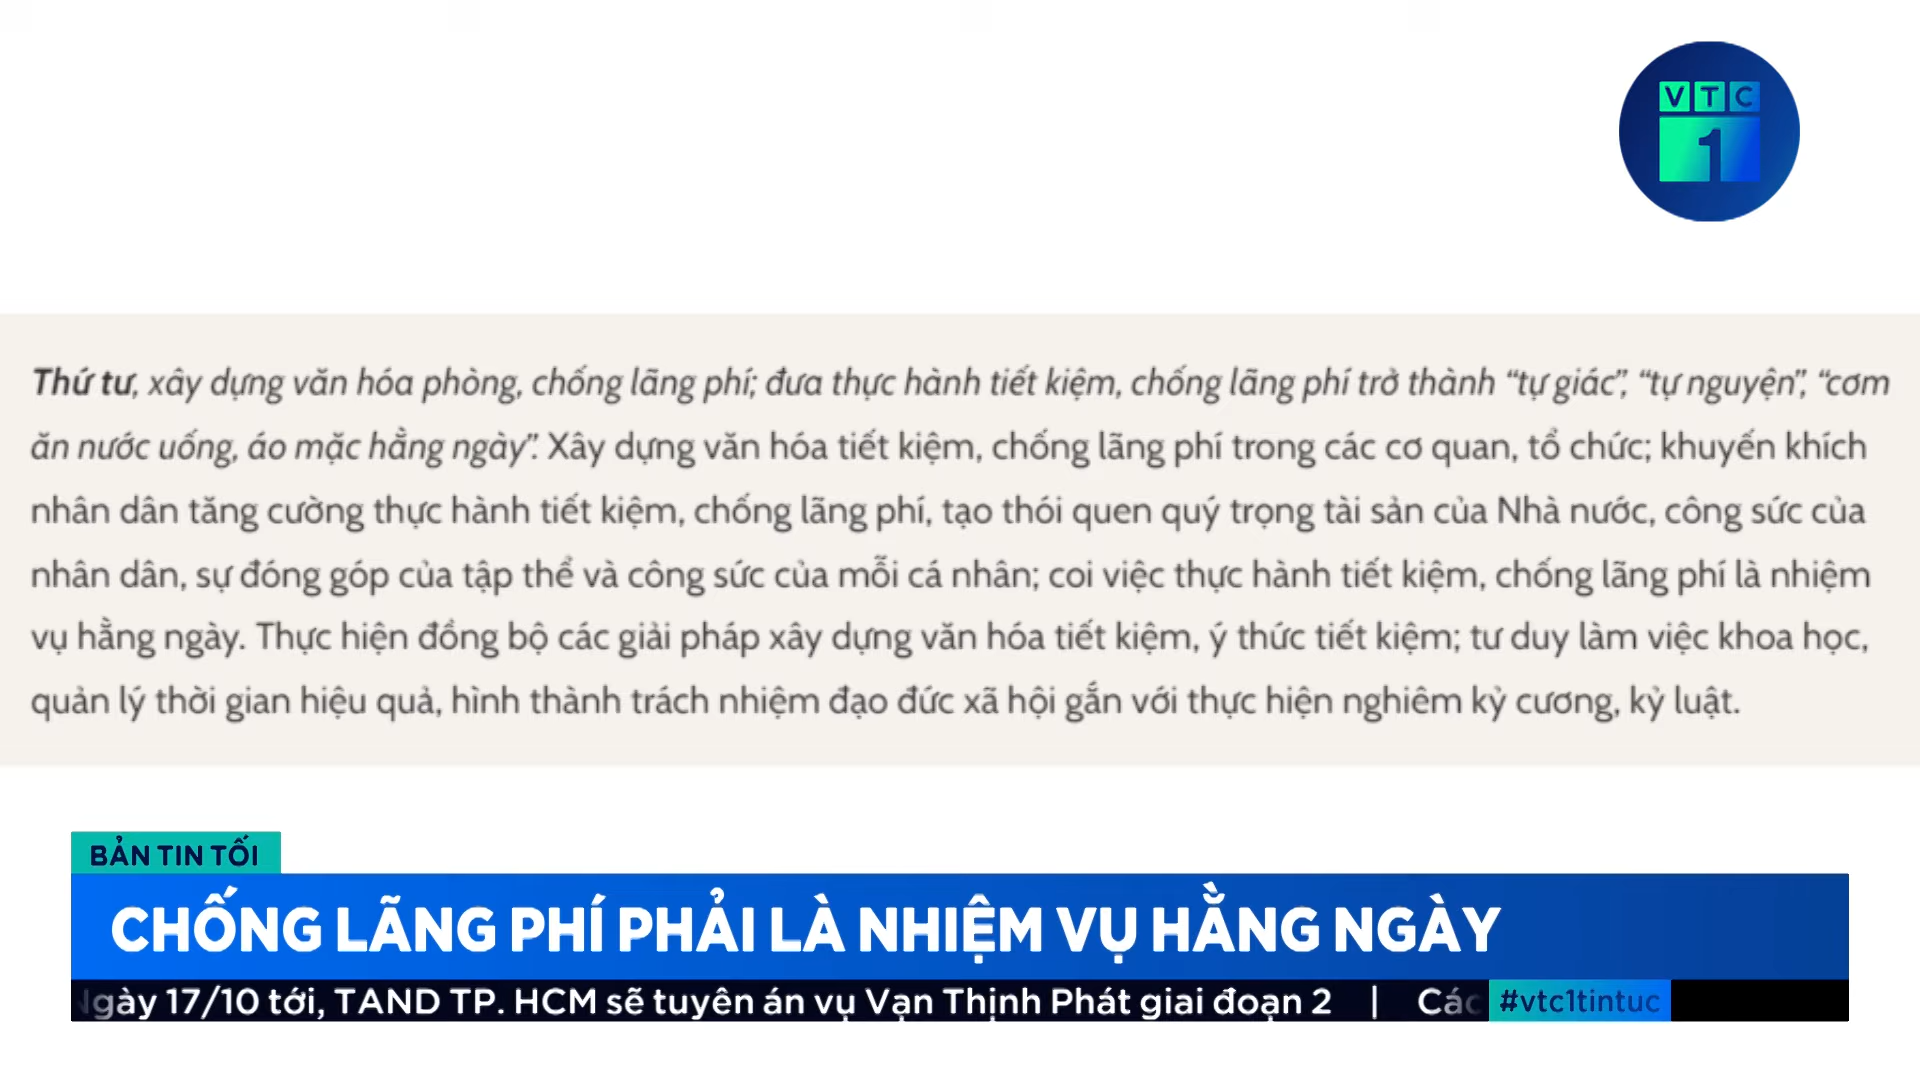 VTC
1
Thứ tư, xây dựng văn hóa phòng, chống lãng phí; đưa thực hành tiết kiệm, chống lãng phí trở thành “tự giác”, “tự nguyện”, “cơm
ăn nước uống, áo mặc hằng ngày”. Xây dựng văn hóa tiết kiệm, chống lãng phí trong các cơ quan, tổ chức; khuyến khích
nhân dân tăng cường thực hành tiết kiệm, chống lãng phí, tạo thói quen quý trọng tài sản của Nhà nước, công sức của
nhân dân, sự đóng góp của tập thể và công sức của mỗi cá nhân; coi việc thực hành tiết kiệm, chống lãng phí là nhiệm
vụ hằng ngày. Thực hiện đồng bộ các giải pháp xây dựng văn hóa tiết kiệm, ý thức tiết kiệm; tư duy làm việc khoa học,
quản lý thời gian hiệu quả, hình thành trách nhiệm đạo đức xã hội gắn với thực hiện nghiêm kỷ cương, kỷ luật.
BẢN TIN TỐI
CHỐNG LÃNG PHÍ PHẢI LÀ NHIỆM VỤ HẰNG NGÀY
Ngày 17/10 tới, TAND TP. HCM sẽ tuyên án vụ Vạn Thịnh Phát giai đoạn 2 | Các #vtc1tintuc